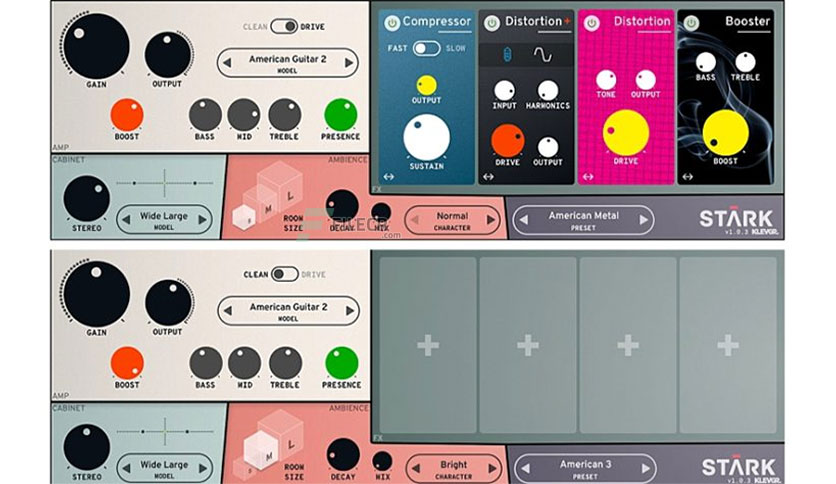 CLEAN DRIVE
American Guitar 2
MODEL
GAIN
OUTPUT
BOOST
BASS
MID
TREBLE
PRESENCE
AMP
Compressor
FAST SLOW
OUTPUT
SUSTAIN
Distortion +
INPUT
HARMONICS
DRIVE
OUTPUT
Distortion
TONE
OUTPUT
DRIVE
Booster
BASS
TREBLE
BOOST
FX
CABINET
STEREO
Wide Large
MODEL
AMBIENCE
S M L
ROOM
SIZE
DECAY
MIX
Normal
CHARACTER
FILECR
.com
American Metal
PRESET
STARK
v1.0.3 KLEVGR.
CLEAN DRIVE
American Guitar 2
MODEL
GAIN
OUTPUT
BOOST
BASS
MID
TREBLE
PRESENCE
AMP
FX
CABINET
STEREO
Wide Large
MODEL
AMBIENCE
S M L
ROOM
SIZE
DECAY
MIX
Bright
CHARACTER
American 3
PRESET
STARK
v1.0.3 KLEVGR.